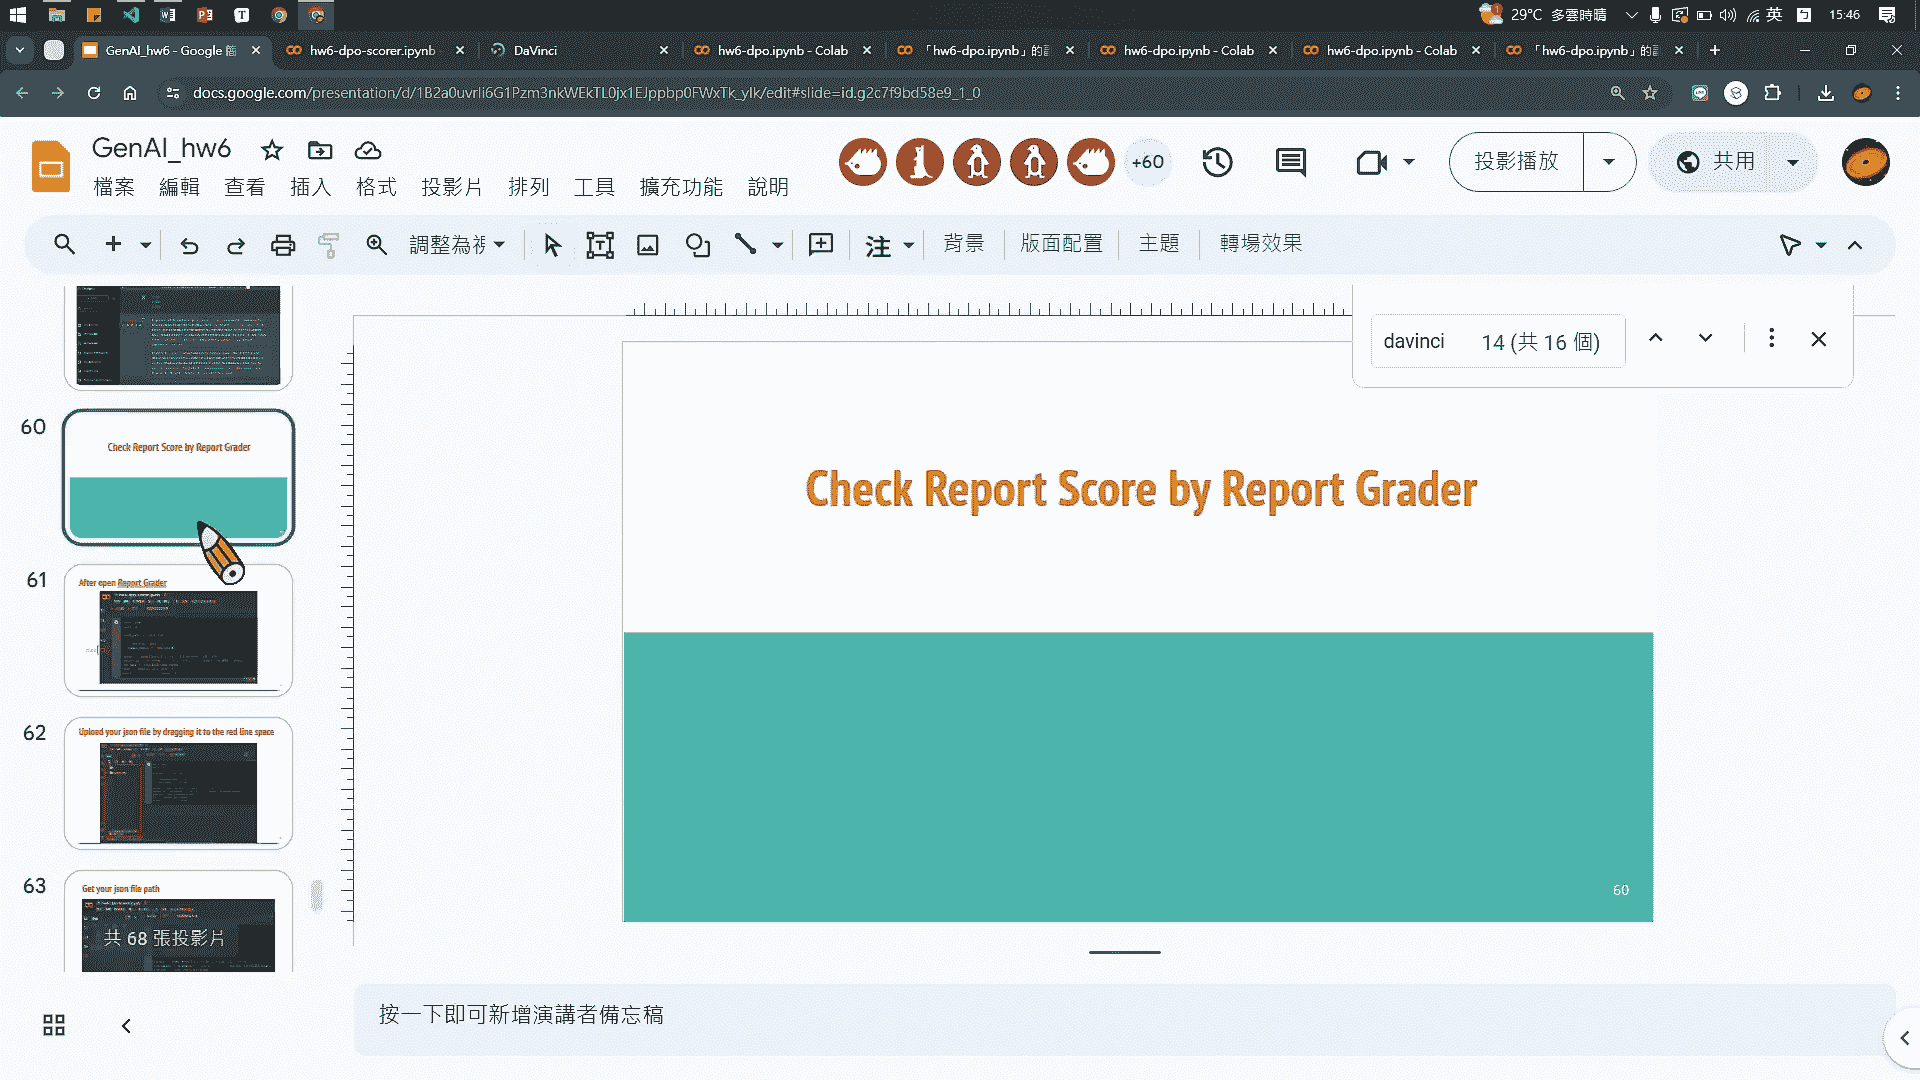 29°C 多雲時晴 英 15:46
GenAI_hw6 - Google 簡
hw6-dpo-scorer.ipynb
DaVinci
hw6-dpo.ipynb - Colab
「hw6-dpo.ipynb」的
hw6-dpo.ipynb - Colab
hw6-dpo.ipynb - Colab
「hw6-dpo.ipynb」的
docs.google.com/presentation/d/1B2a0uvrli6G1Pzm3nkWEkTL0jx1EJppbp0FWxTk_ylk/edit#slide=id.g2c7f9bd58e9_1_0
GenAI_hw6
+60
投影播放
共用
檔案 編輯 查看 插入 格式 投影片 排列 工具 擴充功能 說明
調整為
注
背景
版面配置
主題
轉場效果
davinci 14 (共 16 個)
60
Check Report Score by Report Grader
61
After open Report Grader
62
Upload your json file by dragging it to the red line space
63
Get your json file path
共 68 張投影片
Check Report Score by Report Grader
60
按一下即可新增演講者備忘稿